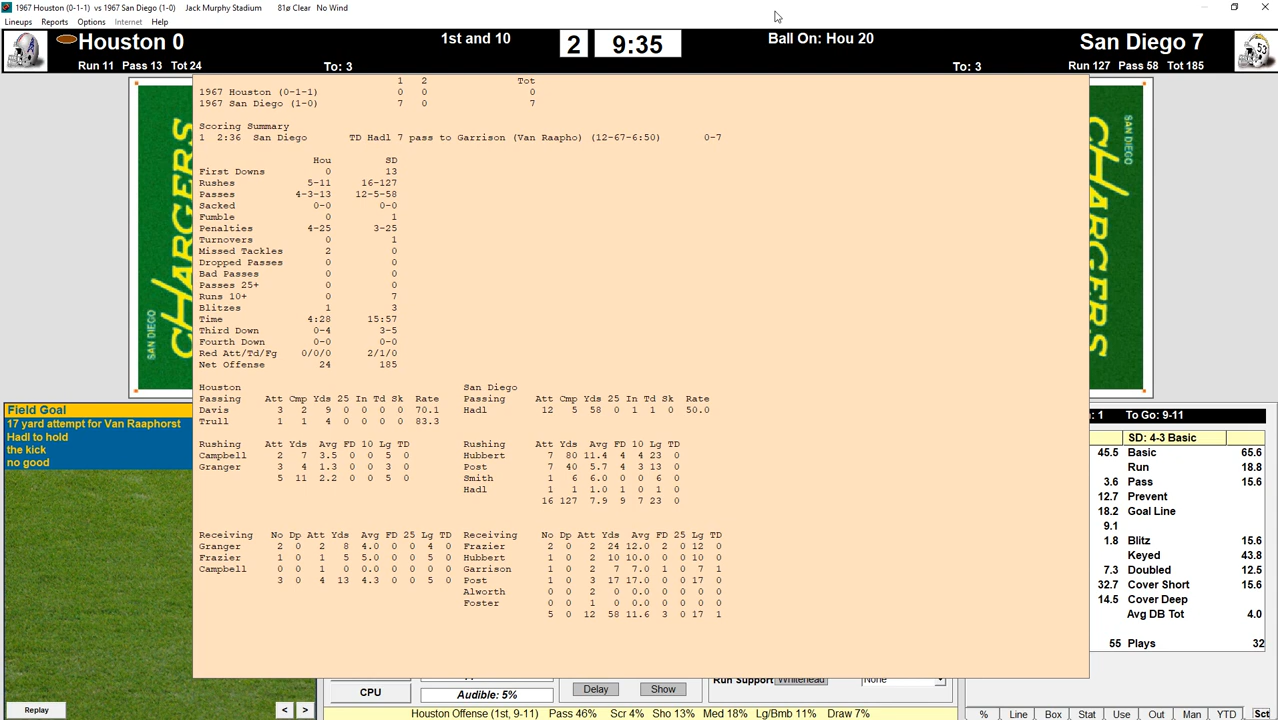 1967 Houston (0-1-1)  vs 1967 San Diego (1-0)    Jack Murphy Stadium    81ø Clear  No Wind
Lineups  Reports  Options  Internet  Help
Houston 0  1st and 10  2  9:35  Ball On: Hou 20  San Diego 7
Run 11  Pass 13  Tot 24  To: 3  To: 3  Run 127  Pass 58  Tot 185
1  2  Tot
1967 Houston (0-1-1)  0  0  0
1967 San Diego (1-0)  7  0  7
Scoring Summary
1  2:36  San Diego  TD Hadl 7 pass to Garrison (Van Raapho) (12-67-6:50)  0-7
Hou  SD
First Downs  0  13
Rushes  5-11  16-127
Passes  4-3-13  12-5-58
Sacked  0-0  0-0
Fumble  0  1
Penalties  4-25  3-25
Turnovers  0  1
Missed Tackles  2  0
Dropped Passes  0  0
Bad Passes  0  0
Passes 25+  0  0
Runs 10+  0  7
Blitzes  1  3
Time  4:28  15:57
Third Down  0-4  3-5
Fourth Down  0-0  0-0
Red Att/Td/Fg  0/0/0  2/1/0
Net Offense  24  185
Houston  San Diego
Passing  Att Cmp Yds 25 In Td Sk  Rate  Passing  Att Cmp Yds 25 In Td Sk  Rate
Davis  3  2  9  0  0  0  0  70.1  Hadl  12  5  58  0  1  1  0  50.0
Trull  1  1  4  0  0  0  0  83.3
Rushing  Att Yds  Avg FD 10 Lg TD  Rushing  Att Yds  Avg FD 10 Lg TD
Campbell  2  7  3.5  0  0  5  0  Hubbert  7  80 11.4  4  4 23  0
Granger  3  4  1.3  0  0  3  0  Post  7  40  5.7  4  3 13  0
5  11  2.2  0  0  5  0  Smith  1  6  6.0  0  0  6  0
Hadl  1  1  1.0  1  0  1  0
16 127  7.9  9  7 23  0
Receiving  No Dp Att Yds  Avg FD 25 Lg TD  Receiving  No Dp Att Yds  Avg FD 25 Lg TD
Granger  2  0  2  8  4.0  0  0  4  0  Frazier  2  0  2  24 12.0  2  0 12  0
Frazier  1  0  1  5  5.0  0  0  5  0  Hubbert  1  0  2  10 10.0  0  0 10  0
Campbell  0  0  1  0  0.0  0  0  0  0  Garrison  1  0  2  7  7.0  1  0  7  1
3  0  4  13  4.3  0  0  5  0  Post  1  0  3  17 17.0  0  0 17  0
Alworth  0  0  2  0  0.0  0  0  0  0
Foster  0  0  1  0  0.0  0  0  0  0
5  0  12  58 11.6  3  0 17  1
SAN DIEGO
CHARGERS
SAN DIEGO
SAN DIEGO
CHARGERS
Field Goal
17 yard attempt for Van Raaphorst
Hadl to hold
the kick
no good
: 1  To Go: 9-11
SD: 4-3 Basic
45.5  Basic  65.6
Run  18.8
3.6  Pass  15.6
12.7  Prevent
18.2  Goal Line
9.1
1.8  Blitz  15.6
Keyed  43.8
7.3  Doubled  12.5
32.7  Cover Short  15.6
14.5  Cover Deep
Avg DB Tot  4.0
55  Plays  32
CPU  Audible: 5%  Delay  Show  Run Support  Whitehead  None
Replay  <  >  Houston Offense (1st, 9-11)  Pass 46%  Scr 4%  Sho 13%  Med 18%  Lg/Bmb 11%  Draw 7%  %  Line  Box  Stat  Use  Out  Man  YTD  Sct